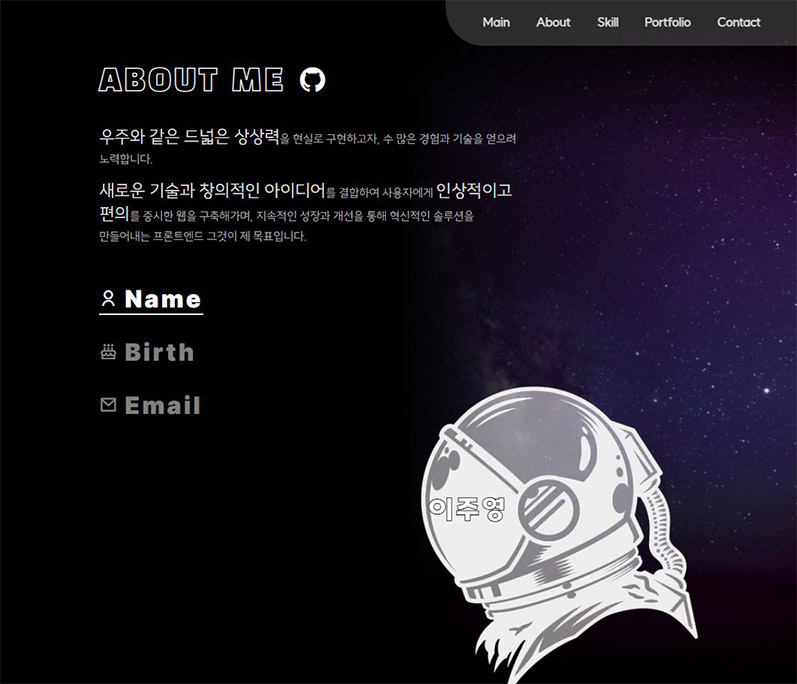 Main About Skill Portfolio Contact
ABOUT ME
우주와 같은 드넓은 상상력을 현실로 구현하고자, 수 많은 경험과 기술을 얻으려
노력합니다.
새로운 기술과 창의적인 아이디어를 결합하여 사용자에게 인상적이고
편의를 중시한 웹을 구축해가며, 지속적인 성장과 개선을 통해 혁신적인 솔루션을
만들어내는 프론트엔드 그것이 제 목표입니다.
Name
Birth
Email
이주영